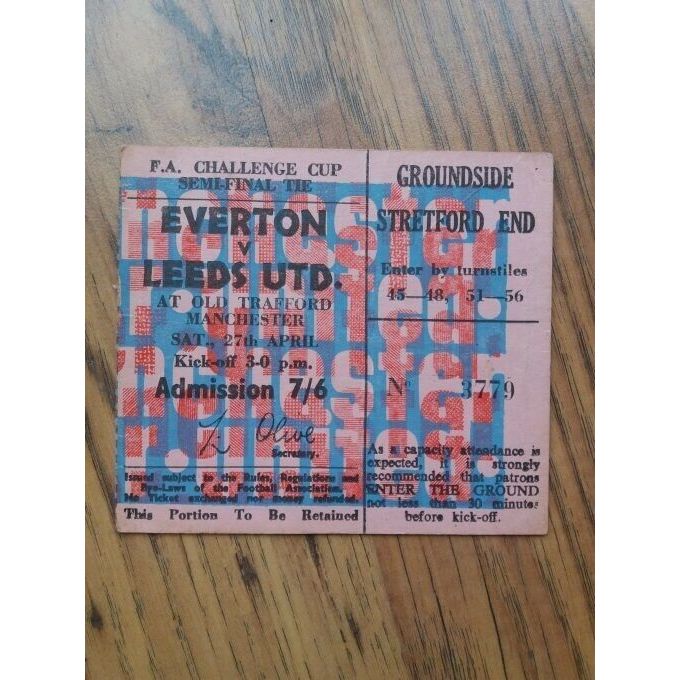 F.A. CHALLENGE CUP
SEMI-FINAL TIE
EVERTON
V
LEEDS UTD.
AT OLD TRAFFORD
MANCHESTER
SAT., 27th APRIL
Kick-off 3-0 p.m.
Admission 7/6
Olive
Secretary.
Issued subject to the Rules, Regulations and
Bye-Laws of the Football Association.
No Ticket exchanged nor money refunded
This Portion To Be Retained
GROUNDSIDE
STRETFORD END
Enter by turnstiles
45—48, 51—56
No 3779
As a capacity attendance is
expected, it is strongly
recommended that patrons
ENTER THE GROUND
not less than 30 minutes
before kick-off.